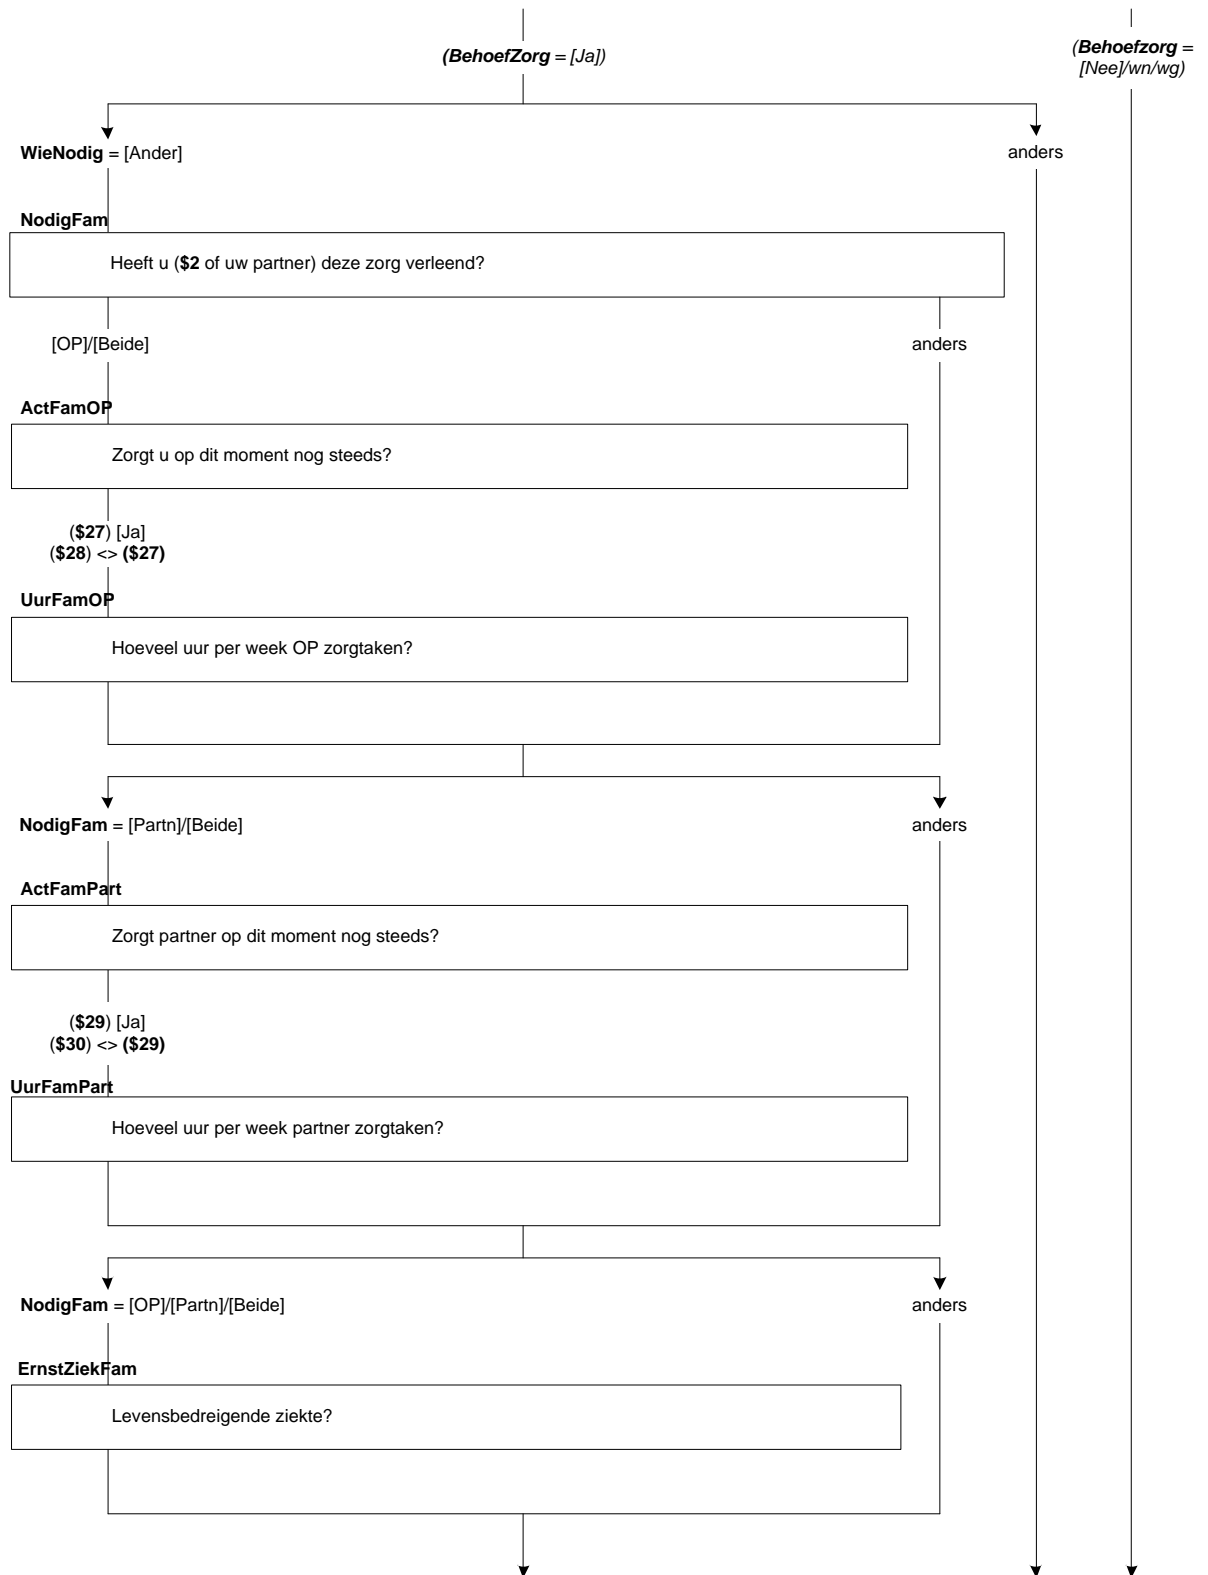 (BehoefZorg = [Ja])
(Behoefzorg =
[Nee]/wn/wg)
WieNodig = [Ander]
anders
NodigFam
Heeft u ($2 of uw partner) deze zorg verleend?
[OP]/[Beide]
anders
ActFamOP
Zorgt u op dit moment nog steeds?
($27) [Ja]
($28) <> ($27)
UurFamOP
Hoeveel uur per week OP zorgtaken?
NodigFam = [Partn]/[Beide]
anders
ActFamPart
Zorgt partner op dit moment nog steeds?
($29) [Ja]
($30) <> ($29)
UurFamPart
Hoeveel uur per week partner zorgtaken?
NodigFam = [OP]/[Partn]/[Beide]
anders
ErnstZiekFam
Levensbedreigende ziekte?